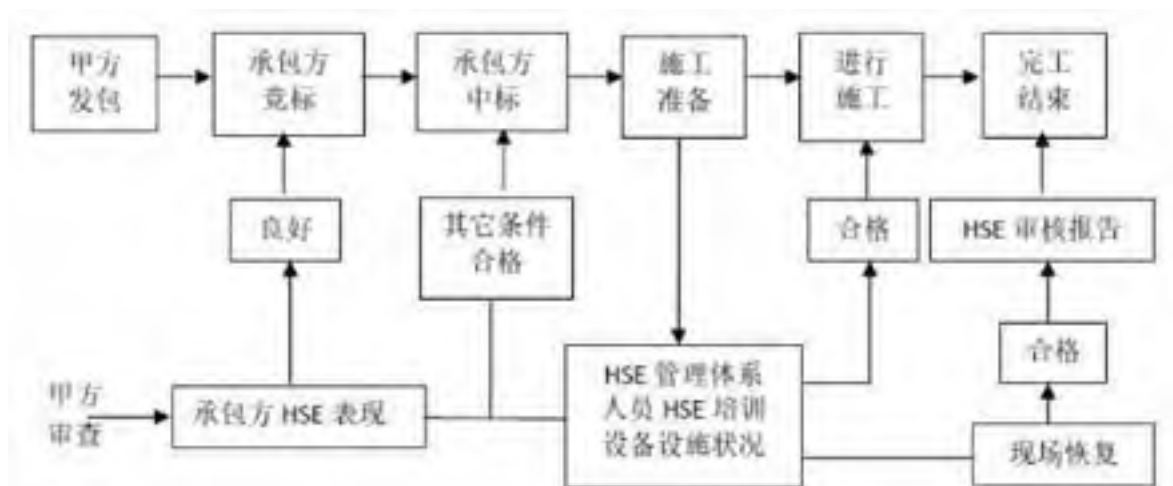 甲方
发包
承包方
竞标
承包方
中标
施工
准备
进行
施工
完工
结束
良好
其它条件
合格
合格
HSE 审核报告
合格
甲方
审查
承包方 HSE 表现
HSE 管理体系
人员 HSE 培训
设备设施状况
现场恢复